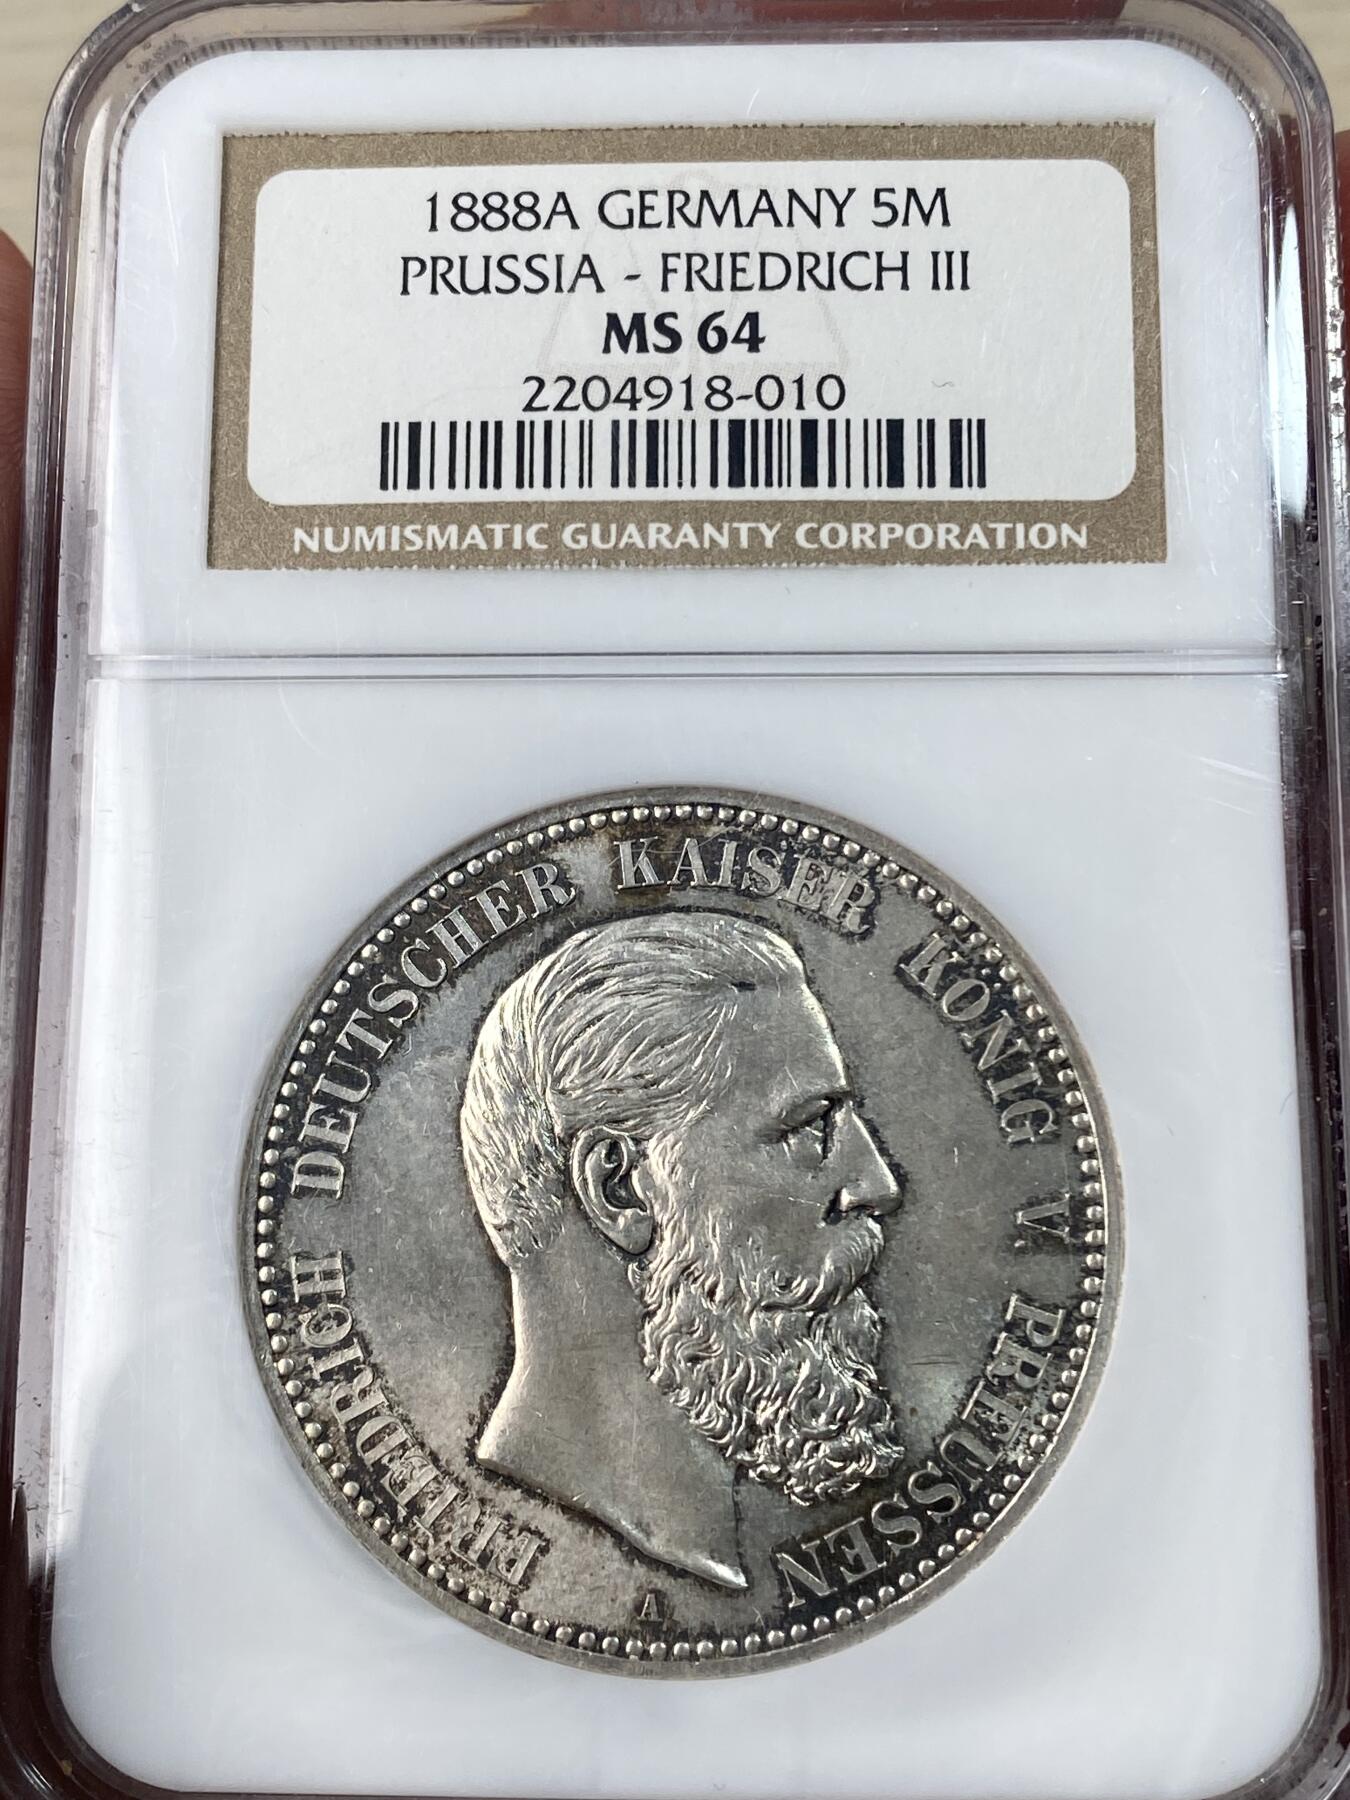 1888A GERMANY 5M
PRUSSIA - FRIEDRICH III
MS 64
2204918-010
NUMISMATIC GUARANTY CORPORATION
FRIEDRICH DEUTSCHER KAISER KÖNIG V. PREUSSEN
A